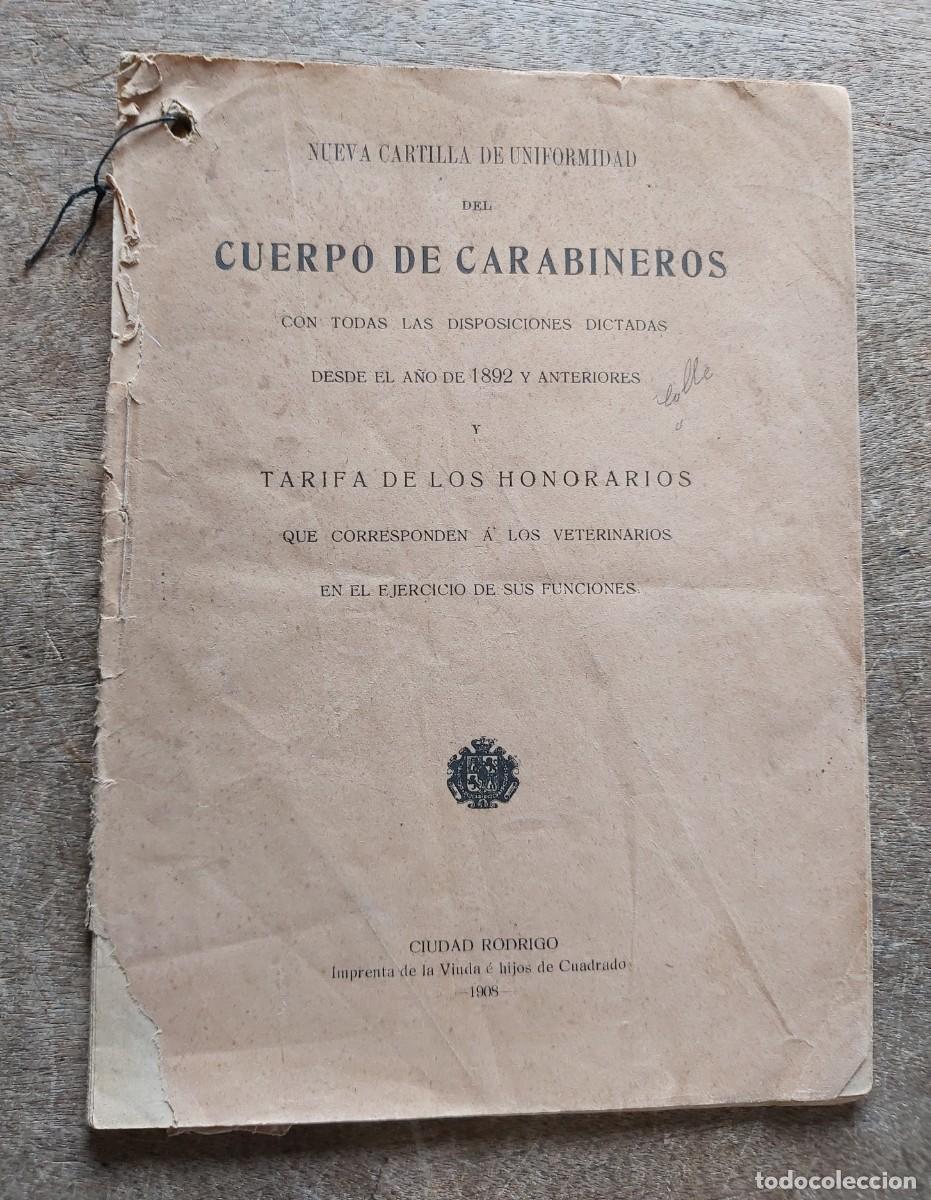 NUEVA CARTILLA DE UNIFORMIDAD
DEL
CUERPO DE CARABINEROS
CON TODAS LAS DISPOSICIONES DICTADAS
DESDE EL AÑO DE 1892 Y ANTERIORES
Y
TARIFA DE LOS HONORARIOS
QUE CORRESPONDEN Á LOS VETERINARIOS
EN EL EJERCICIO DE SUS FUNCIONES.
CIUDAD RODRIGO
Imprenta de la Viuda é hijos de Cuadrado
—1908—
todocoleccion